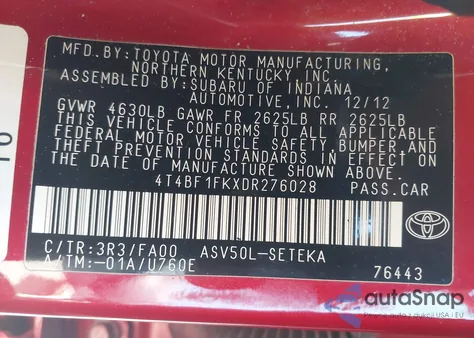 MFD.BY:TOYOTA MOTOR MANUFACTURING,
NORTHERN KENTUCKY, INC.
ASSEMBLED BY:SUBARU OF INDIANA
AUTOMOTIVE, INC. 12/12
GVWR 4630LB GAWR FR 2625LB RR 2625LB
THIS VEHICLE CONFORMS TO ALL APPLICABLE
FEDERAL MOTOR VEHICLE SAFETY, BUMPER, AND
THEFT PREVENTION STANDARDS IN EFFECT ON
THE DATE OF MANUFACTURE SHOWN ABOVE.
4T4BF1FKXDR276028 PASS.CAR
C/TR:3R3/FA00 ASV50L-SETEKA
A/TM:-01A/U760E
76443
TOYOTA
autoSnap